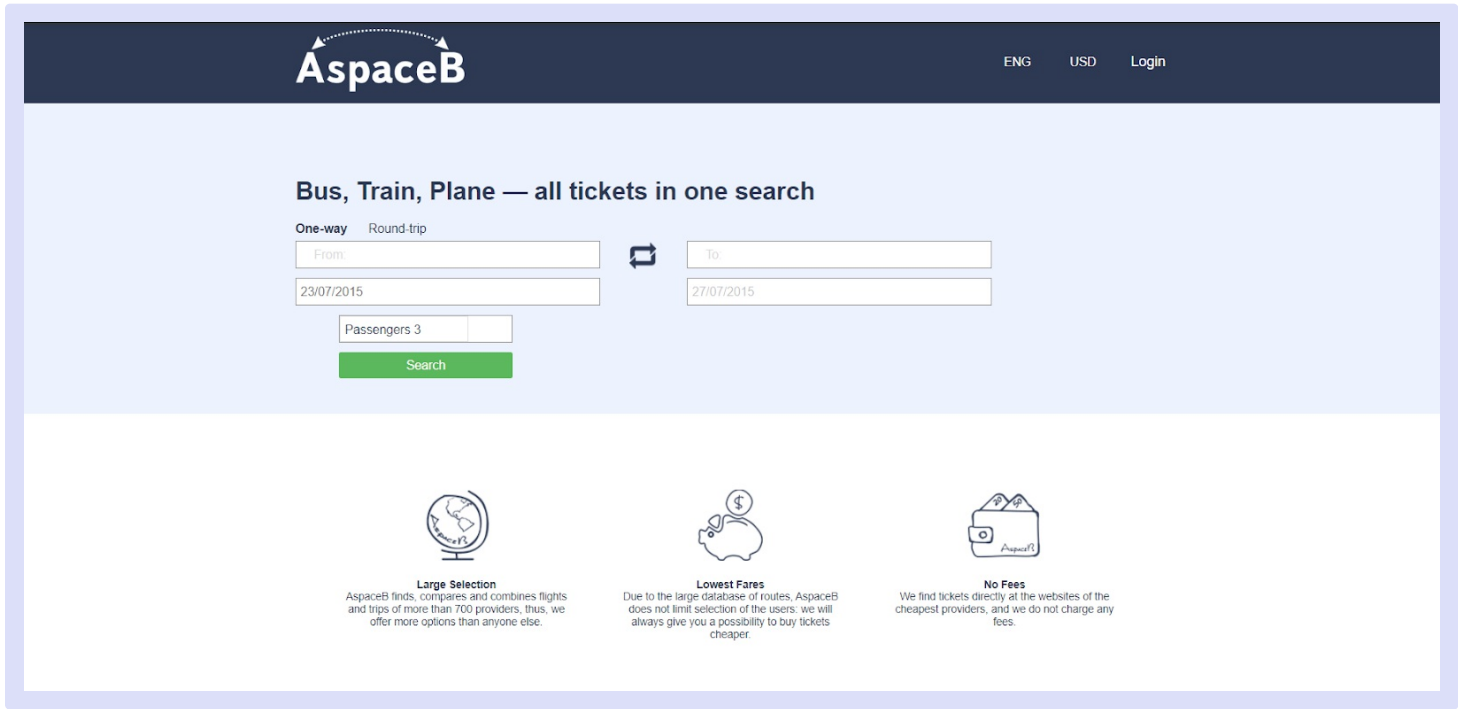 AspaceB
ENG USD Login
Bus, Train, Plane — all tickets in one search
One-way Round-trip
From: To:
23/07/2015 27/07/2015
Passengers 3
Search
AspaceB
$
AspaceB
Large Selection
AspaceB finds, compares and combines flights
and trips of more than 700 providers, thus, we
offer more options than anyone else.
Lowest Fares
Due to the large database of routes, AspaceB
does not limit selection of the users: we will
always give you a possibility to buy tickets
cheaper.
No Fees
We find tickets directly at the websites of the
cheapest providers, and we do not charge any
fees.